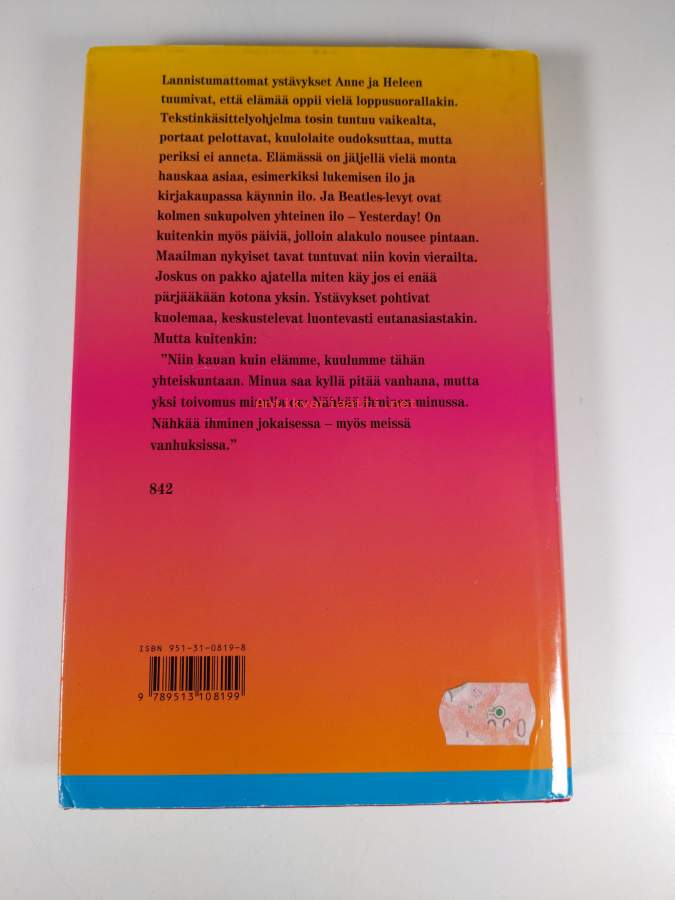 Lannistumattomat ystävykset Anne ja Heleen
tuumivat, että elämää oppii vielä loppusuorallakin.
Tekstinkäsittelyohjelma tosin tuntuu vaikealta,
portaat pelottavat, kuulolaite oudoksuttaa, mutta
periksi ei anneta. Elämässä on jäljellä vielä monta
hauskaa asiaa, esimerkiksi lukemisen ilo ja
kirjakaupassa käynnin ilo. Ja Beatles-levyt ovat
kolmen sukupolven yhteinen ilo – Yesterday! On
kuitenkin myös päiviä, jolloin alakulo nousee pintaan.
Maailman nykyiset tavat tuntuvat niin kovin vierailta.
Joskus on pakko ajatella miten käy jos ei enää
pärjääkään kotona yksin. Ystävykset pohtivat
kuolemaa, keskustelevat luontevasti eutanasiastakin.
Mutta kuitenkin:
”Niin kauan kuin elämme, kuulumme tähän
yhteiskuntaan. Minua saa kyllä pitää vanhana, mutta
yksi toivomus minulla on: Nähkää ihminen minussa.
Nähkää ihminen jokaisessa – myös meissä
vanhuksissa.”
842
ISBN 951-31-0819-8
9 789513 108199